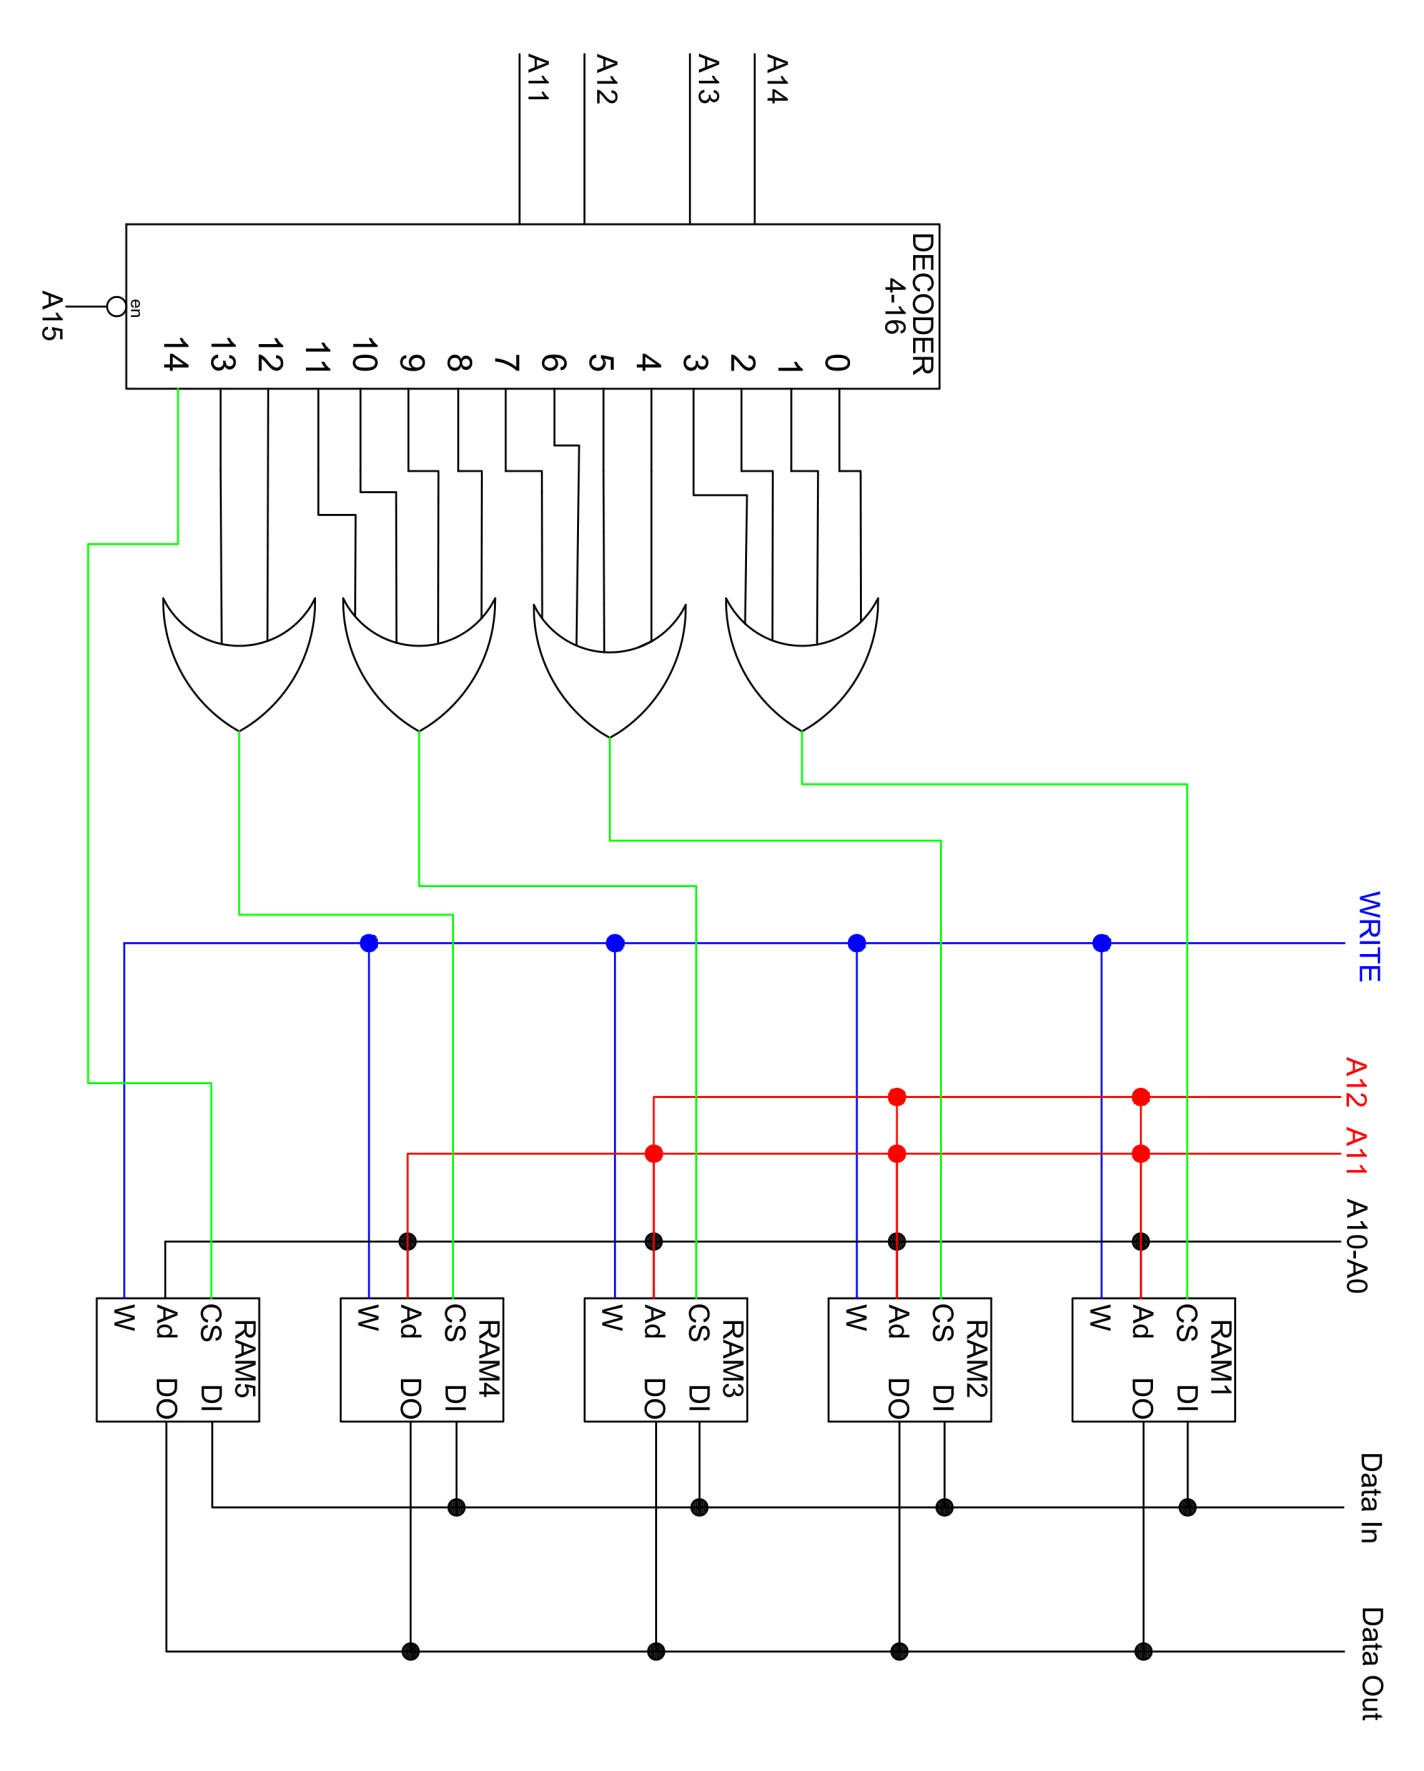 DECODER
4-16
A14
A13
A12
A11
en
A15
0
1
2
3
4
5
6
7
8
9
10
11
12
13
14
WRITE
A12
A11
A10-A0
RAM1
CS DI
Ad DO
W
RAM2
CS DI
Ad DO
W
RAM3
CS DI
Ad DO
W
RAM4
CS DI
Ad DO
W
RAM5
CS DI
Ad DO
W
Data In
Data Out